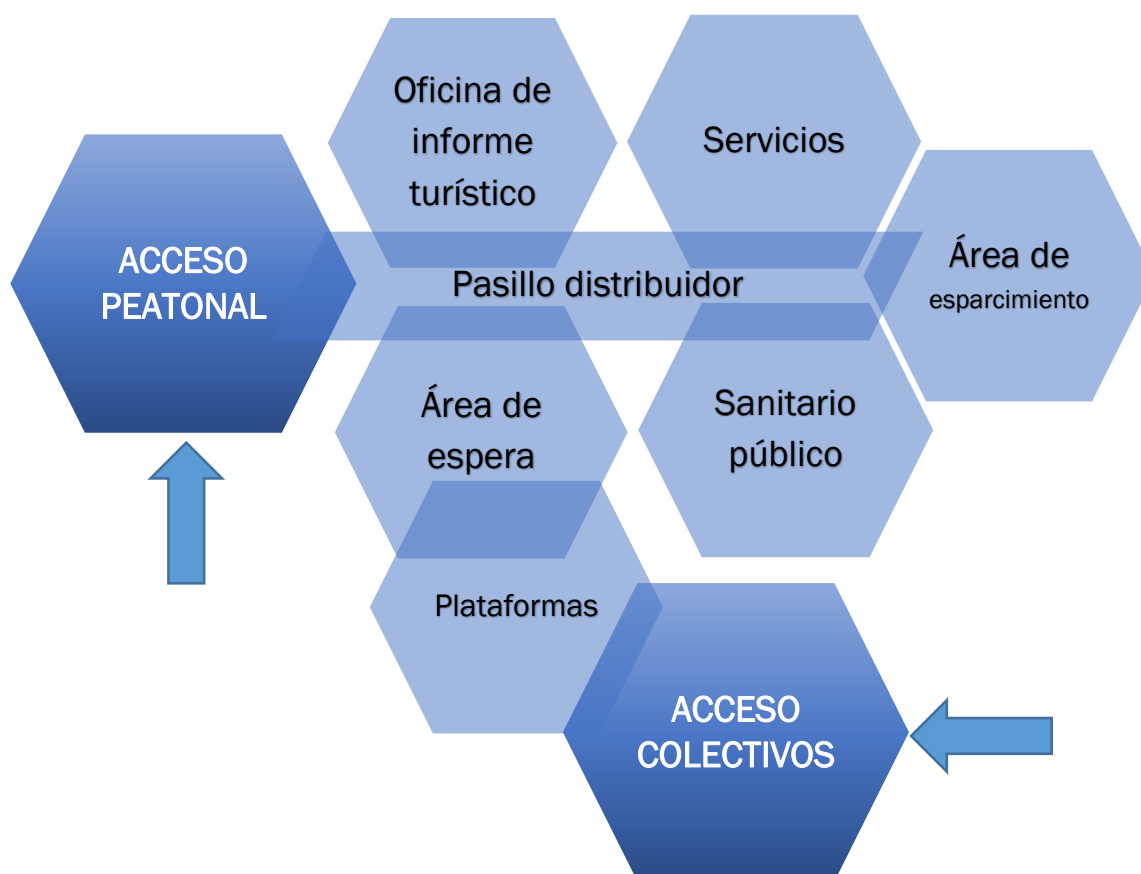 Oficina de
informe
turístico
Servicios
ACCESO
PEATONAL
Pasillo distribuidor
Área de
esparcimiento
Área de
espera
Sanitario
público
Plataformas
ACCESO
COLECTIVOS